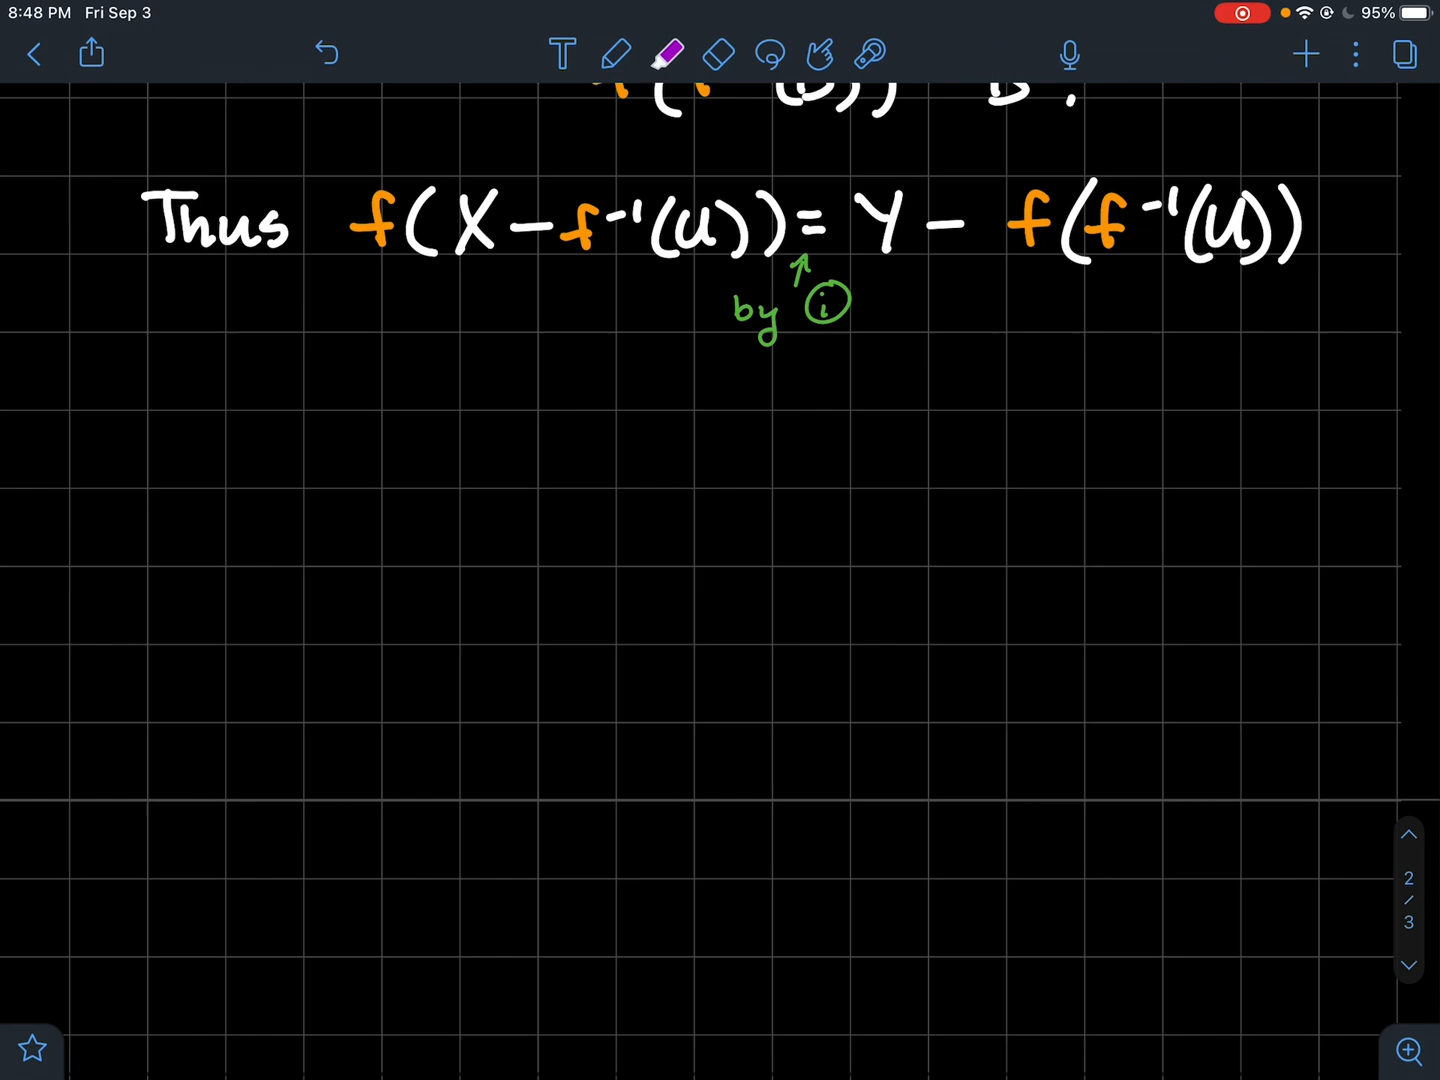 8:48 PM Fri Sep 3 95%
Thus f(X-f⁻¹(U)) = Y - f(f⁻¹(U))
by i
2
/
3